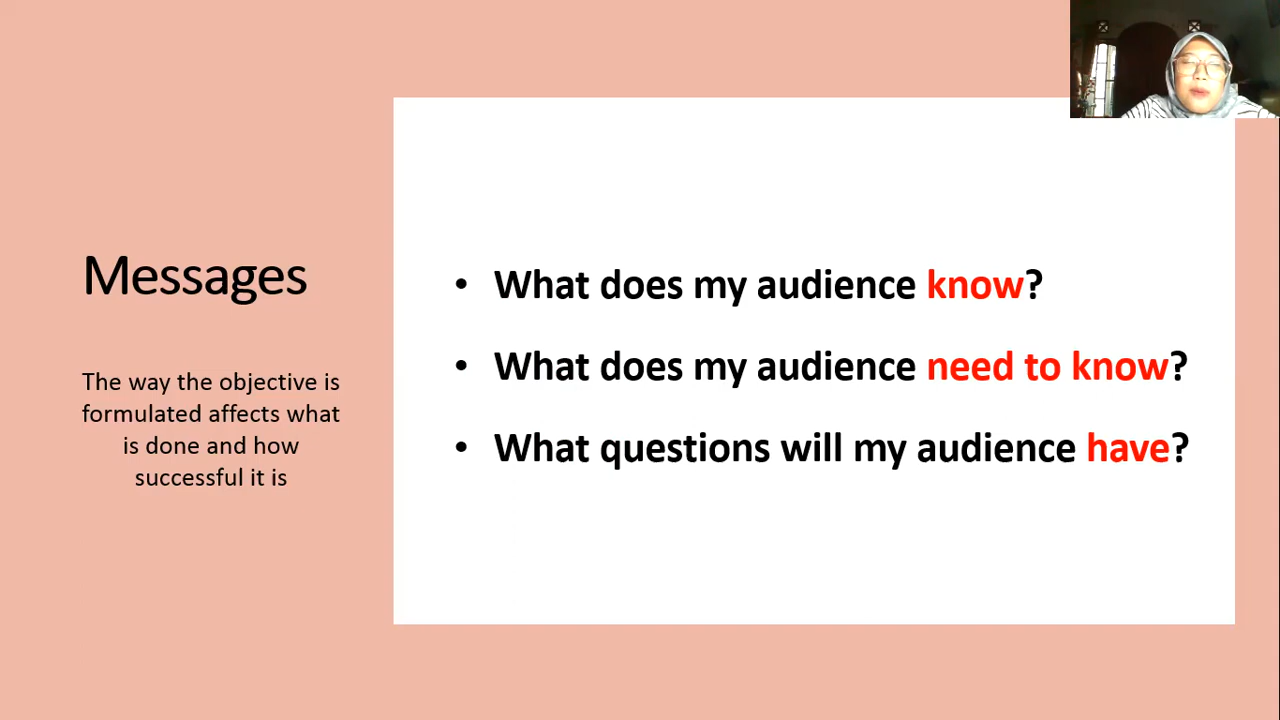 Messages
The way the objective is
formulated affects what
is done and how
successful it is
• What does my audience know?
• What does my audience need to know?
• What questions will my audience have?